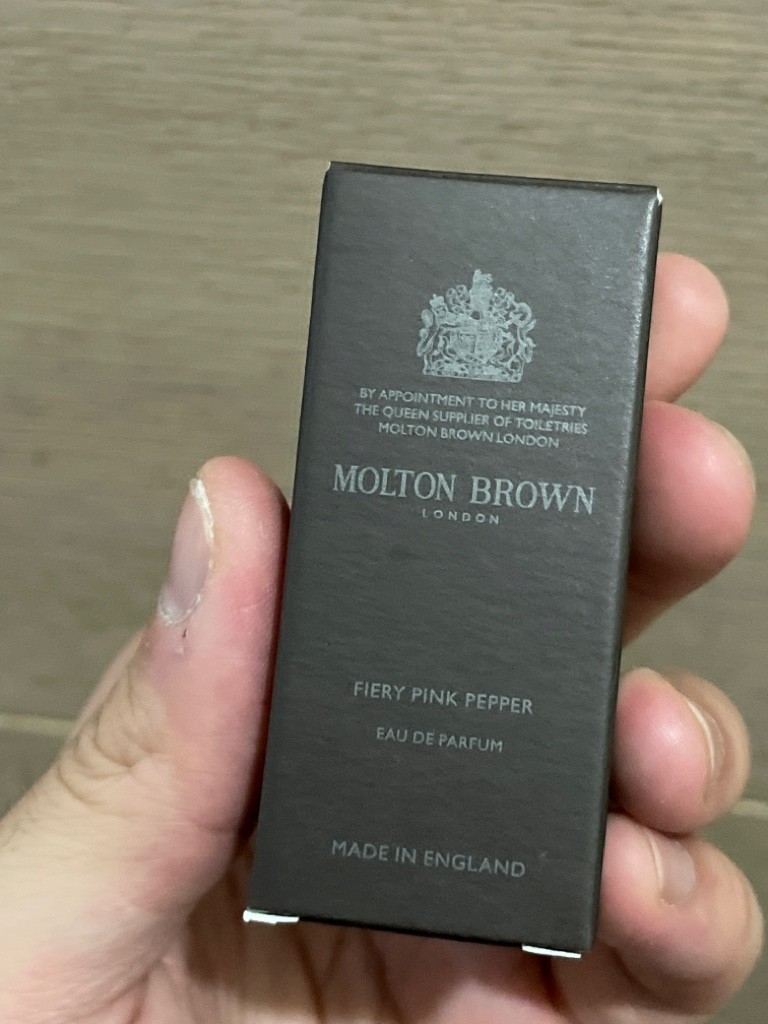 BY APPOINTMENT TO HER MAJESTY
THE QUEEN SUPPLIER OF TOILETRIES
MOLTON BROWN LONDON
MOLTON BROWN
LONDON
FIERY PINK PEPPER
EAU DE PARFUM
MADE IN ENGLAND